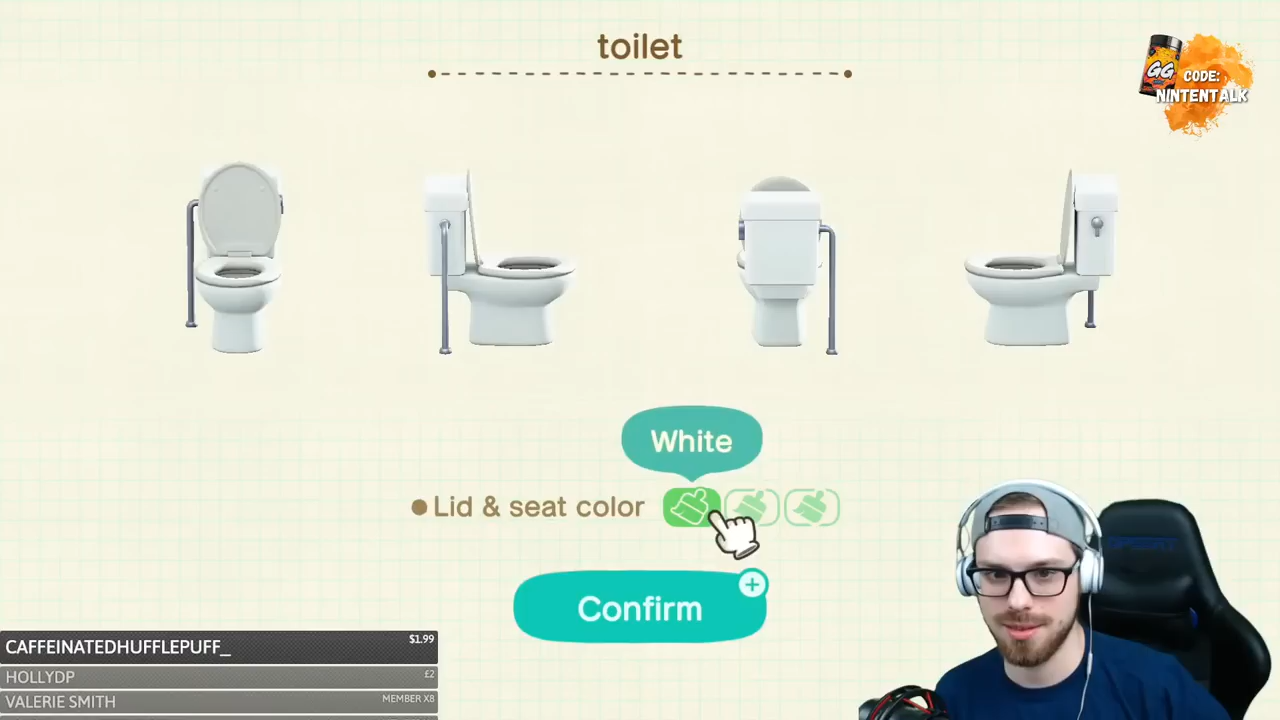 toilet
GG
CODE:
NINTENTALK
White
Lid & seat color
Confirm
CAFFEINATEDHUFFLEPUFF_ $1.99
HOLLYDP £2
VALERIE SMITH MEMBER X8